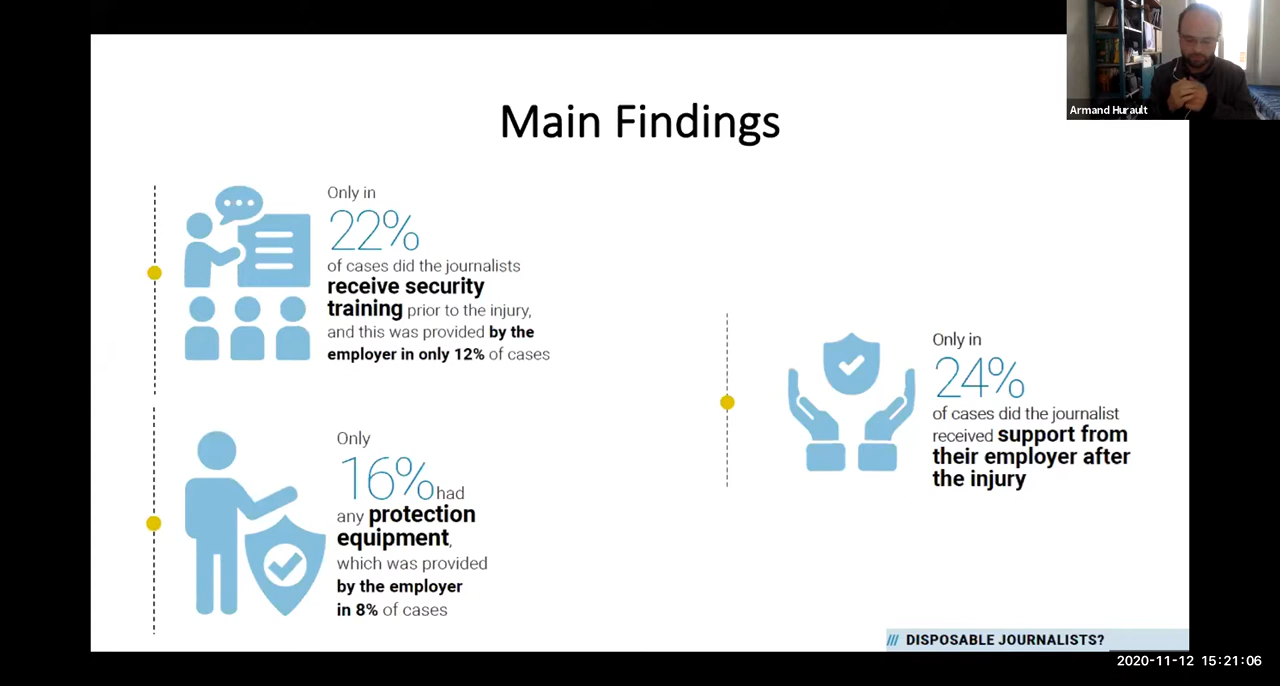 Armand Hurault
Main Findings
Only in
22%
of cases did the journalists
receive security
training prior to the injury,
and this was provided by the
employer in only 12% of cases
Only
16% had
any protection
equipment,
which was provided
by the employer
in 8% of cases
Only in
24%
of cases did the journalist
received support from
their employer after
the injury
/// DISPOSABLE JOURNALISTS?
2020-11-12 15:21:06